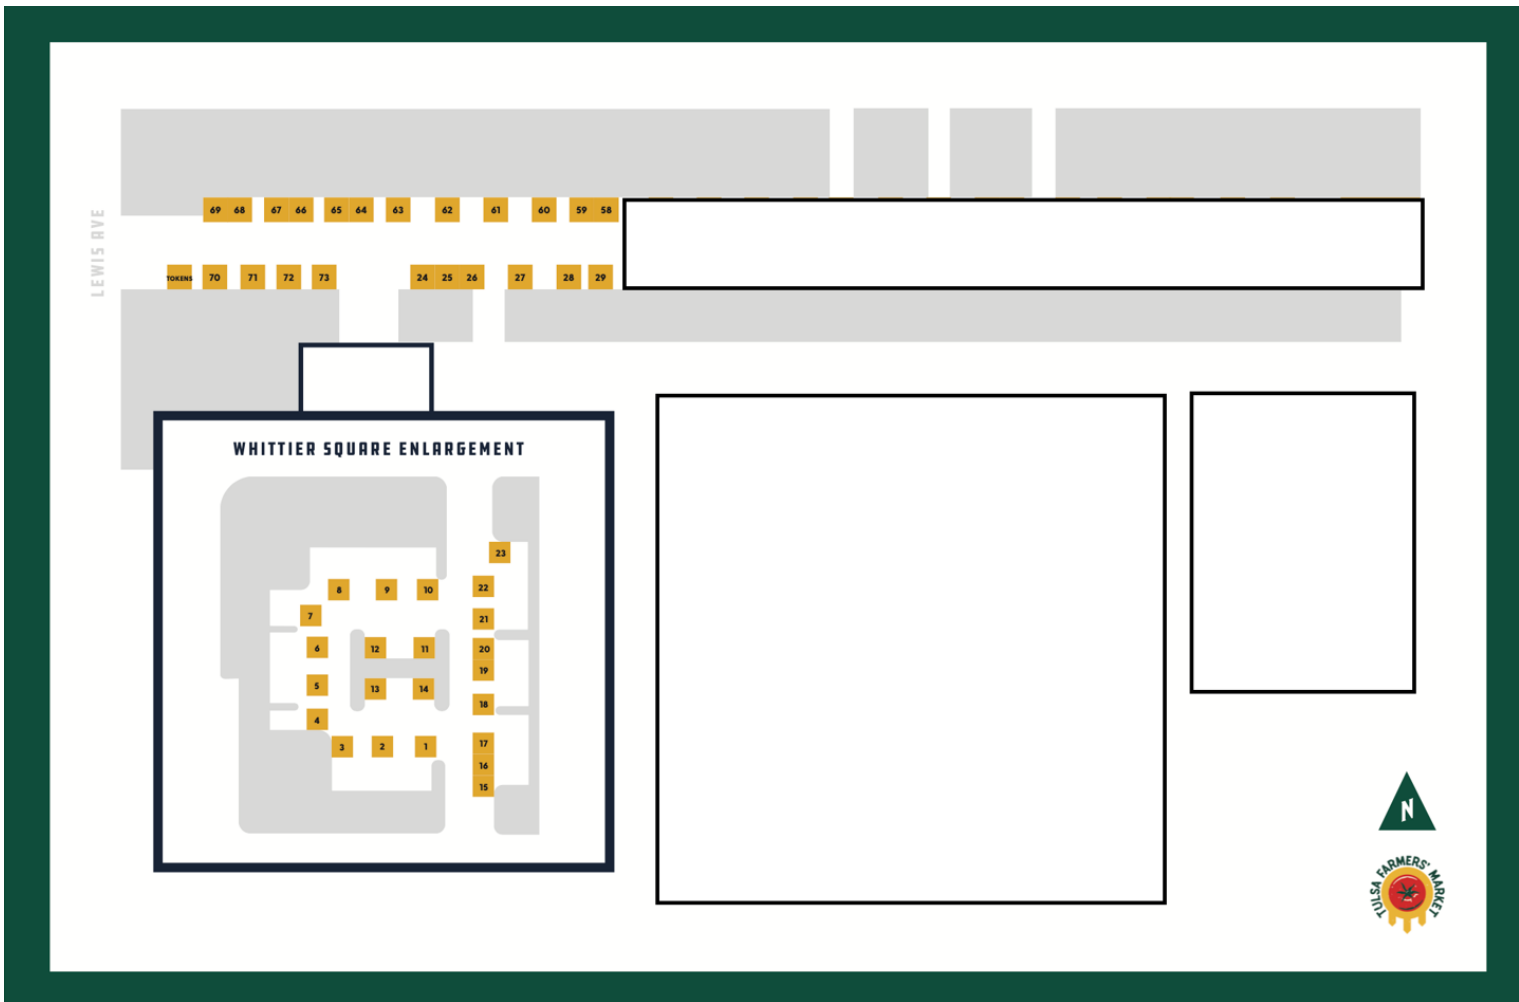 69 68 67 66 65 64 63 62 61 60 59 58
LEWIS AVE
TOKENS 70 71 72 73 24 25 26 27 28 29
WHITTIER SQUARE ENLARGEMENT
23
8 9 10 22
7 21
6 12 11 20
19
5 13 14 18
4
3 2 1 17
16
15
N
TULSA FARMERS' MARKET